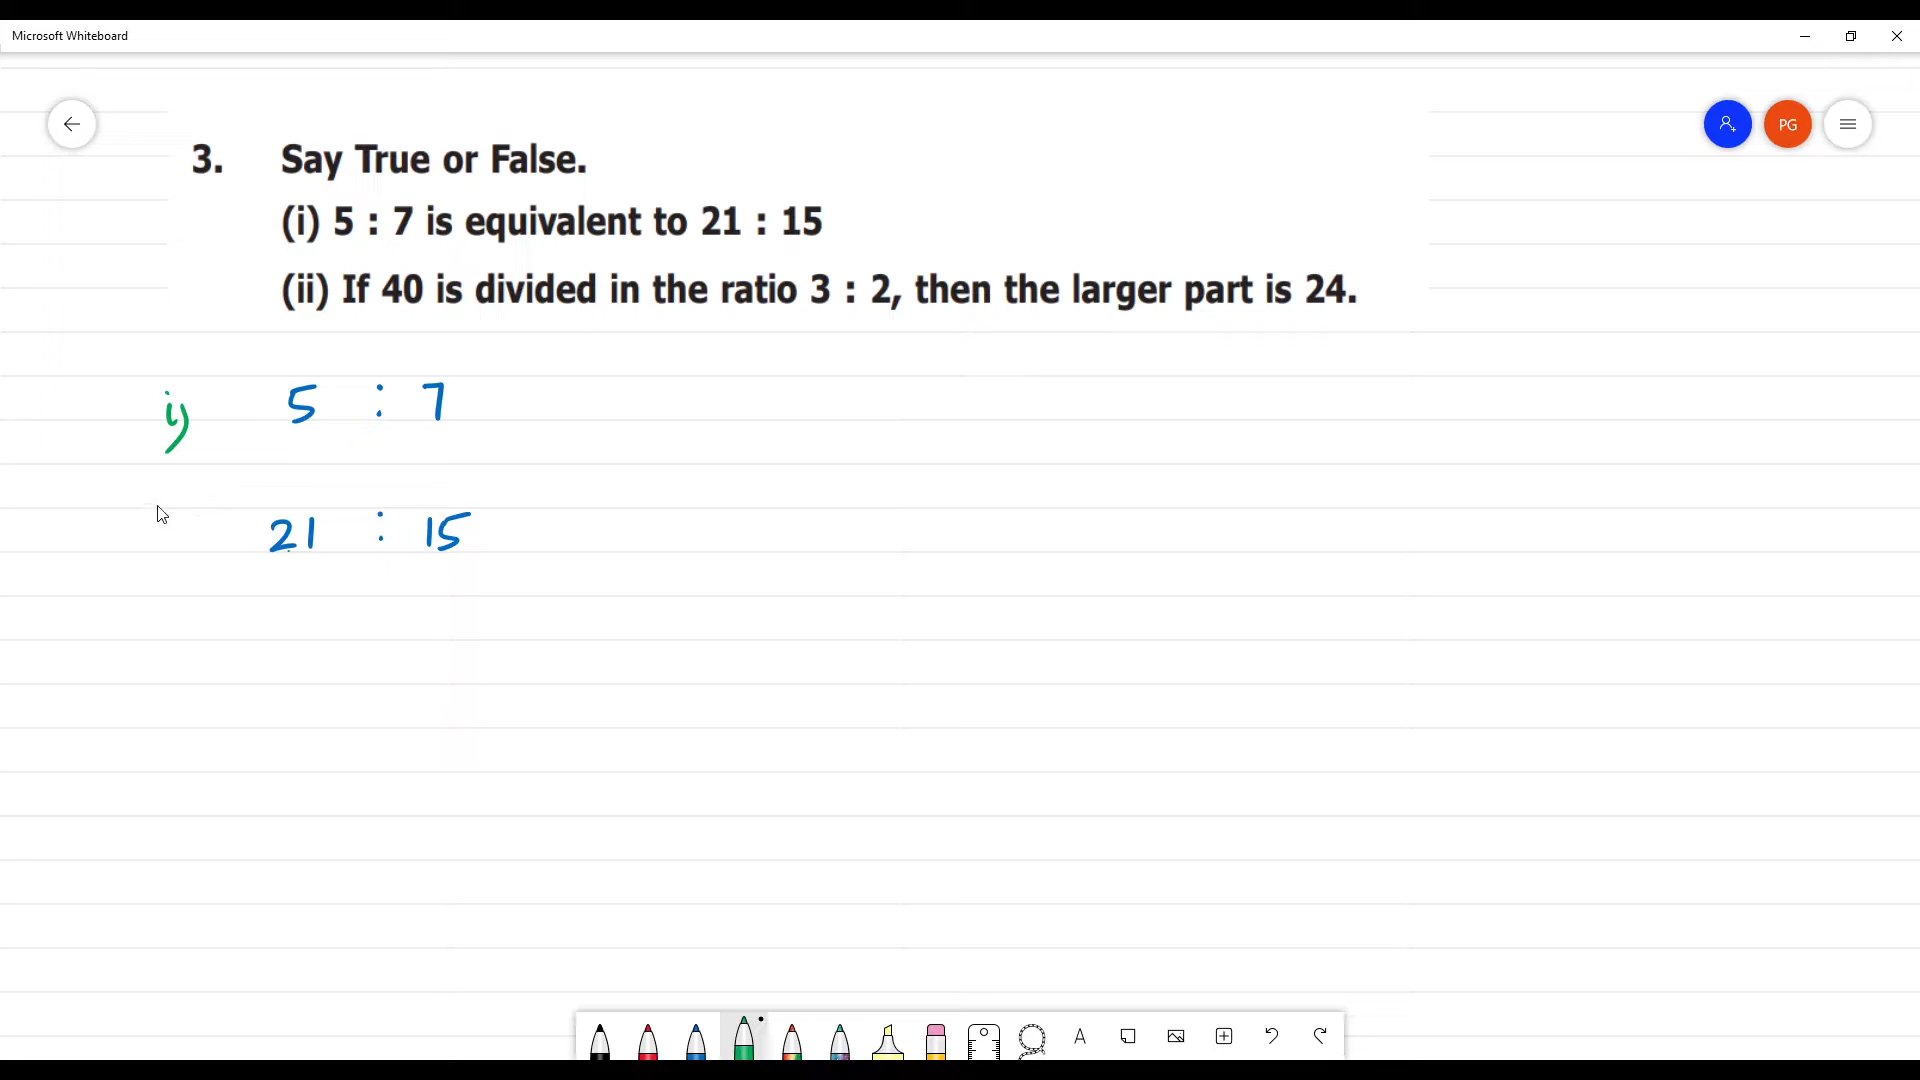 Microsoft Whiteboard
PG
3. Say True or False.
(i) 5 : 7 is equivalent to 21 : 15
(ii) If 40 is divided in the ratio 3 : 2, then the larger part is 24.
i) 5 : 7
21 : 15
A